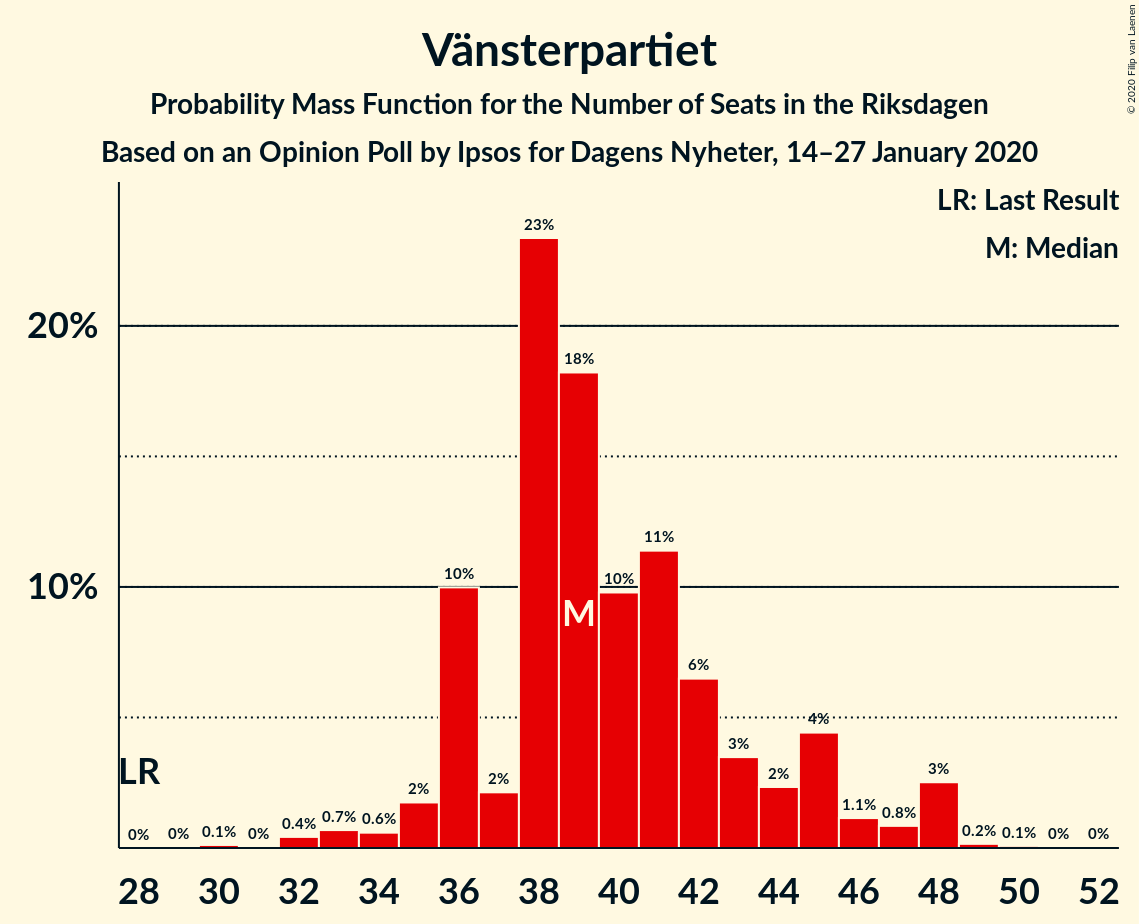 Vänsterpartiet
Probability Mass Function for the Number of Seats in the Riksdagen
Based on an Opinion Poll by Ipsos for Dagens Nyheter, 14–27 January 2020
© 2020 Filip van Laenen
LR: Last Result
M: Median
20%
10%
LR
M
0% 0% 0.1% 0% 0.4% 0.7% 0.6% 2% 10% 2% 23% 18% 10% 11% 6% 3% 2% 4% 1.1% 0.8% 3% 0.2% 0.1% 0% 0%
28 30 32 34 36 38 40 42 44 46 48 50 52